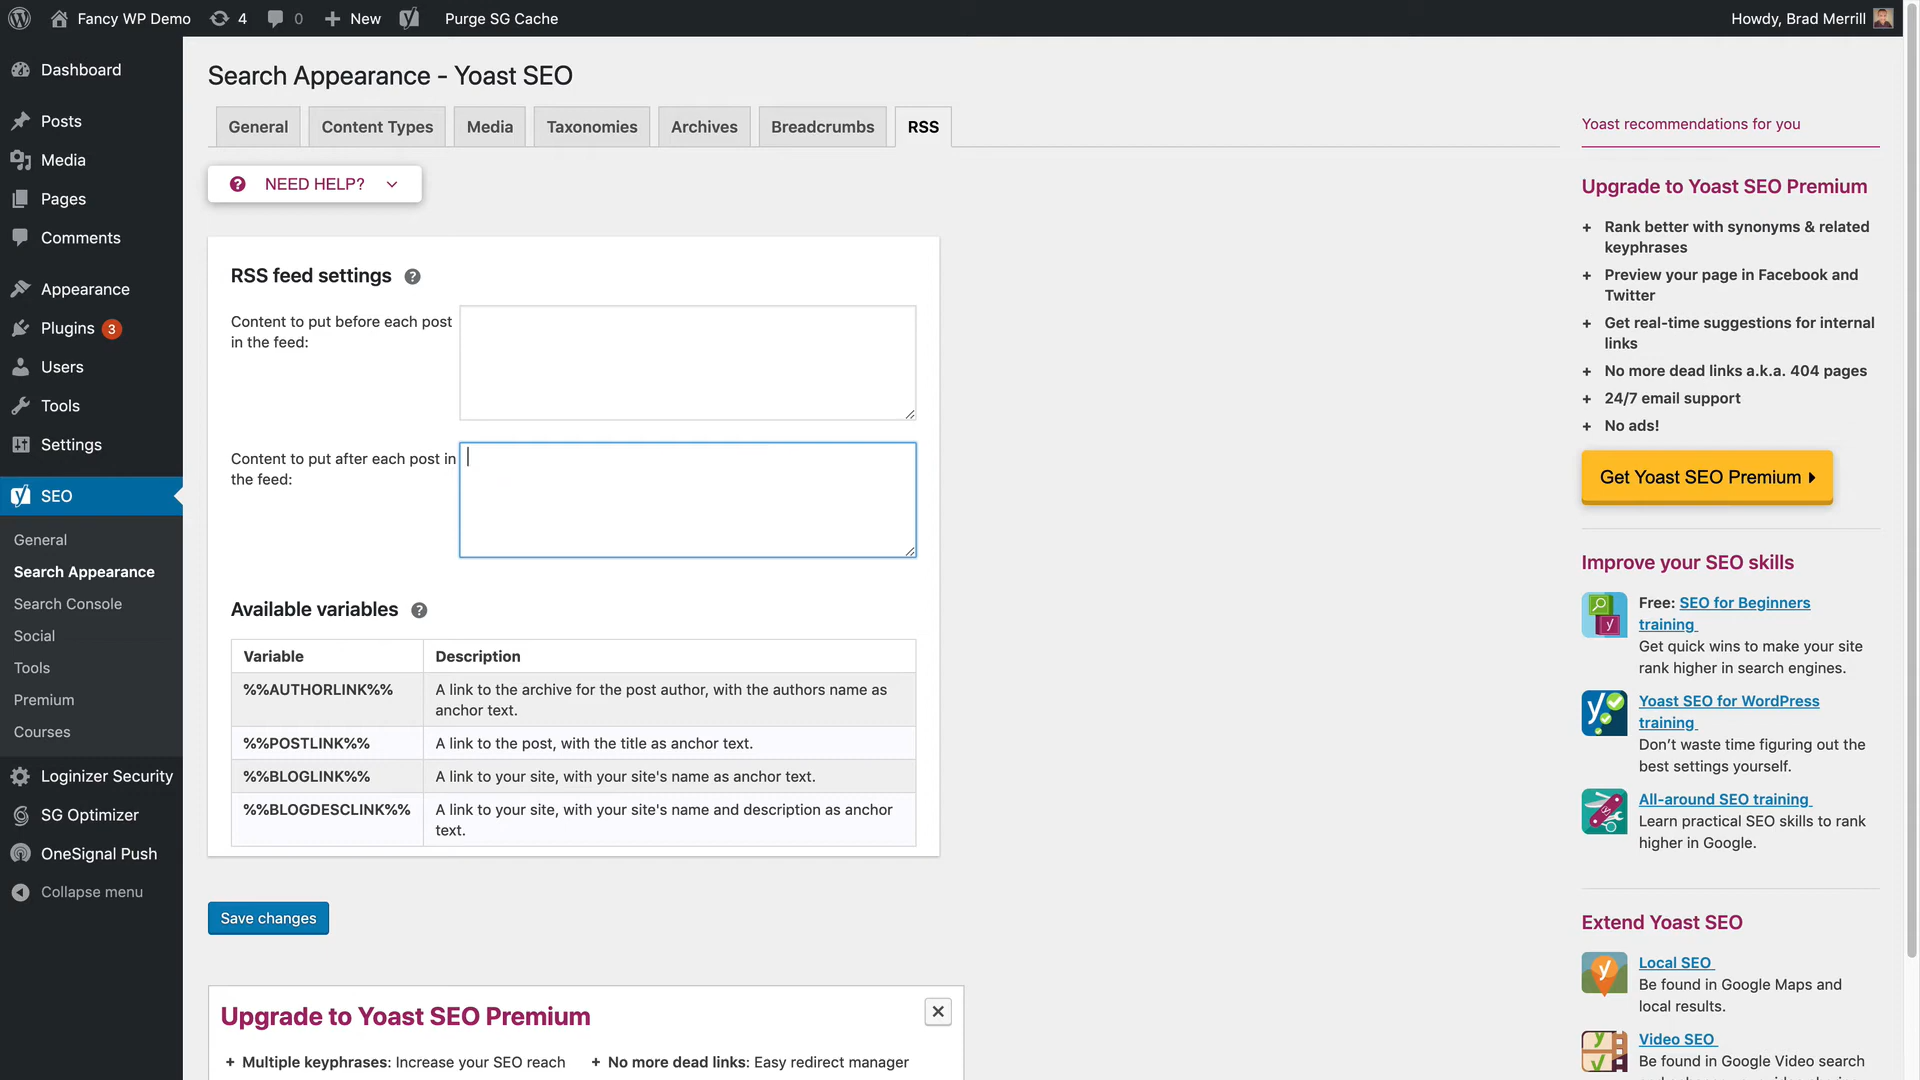 Fancy WP Demo
4
0
New
Purge SG Cache
Howdy, Brad Merrill
Dashboard
Posts
Media
Pages
Comments
Appearance
Plugins 3
Users
Tools
Settings
SEO
General
Search Appearance
Search Console
Social
Tools
Premium
Courses
Loginizer Security
SG Optimizer
OneSignal Push
Collapse menu
Search Appearance - Yoast SEO
General
Content Types
Media
Taxonomies
Archives
Breadcrumbs
RSS
? NEED HELP?
RSS feed settings ?
Content to put before each post
in the feed:
Content to put after each post in
the feed:
Available variables ?
Variable Description
%%AUTHORLINK%% A link to the archive for the post author, with the authors name as
anchor text.
%%POSTLINK%% A link to the post, with the title as anchor text.
%%BLOGLINK%% A link to your site, with your site's name as anchor text.
%%BLOGDESCLINK%% A link to your site, with your site's name and description as anchor
text.
Save changes
Upgrade to Yoast SEO Premium
+ Multiple keyphrases: Increase your SEO reach
+ No more dead links: Easy redirect manager
Yoast recommendations for you
Upgrade to Yoast SEO Premium
+ Rank better with synonyms & related
keyphrases
+ Preview your page in Facebook and
Twitter
+ Get real-time suggestions for internal
links
+ No more dead links a.k.a. 404 pages
+ 24/7 email support
+ No ads!
Get Yoast SEO Premium
Improve your SEO skills
Free: SEO for Beginners
training
Get quick wins to make your site
rank higher in search engines.
Yoast SEO for WordPress
training
Don’t waste time figuring out the
best settings yourself.
All-around SEO training
Learn practical SEO skills to rank
higher in Google.
Extend Yoast SEO
Local SEO
Be found in Google Maps and
local results.
Video SEO
Be found in Google Video search